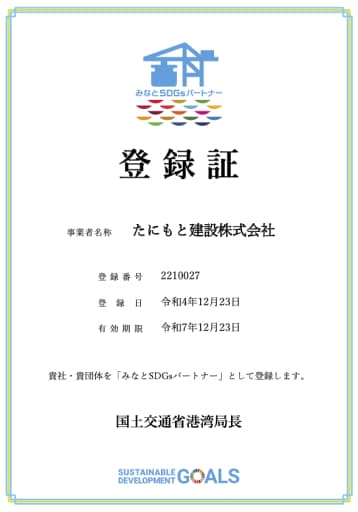 みなとSDGsパートナー
登録証
事業者名称 たにもと建設株式会社
登録番号 2210027
登録日 令和4年12月23日
有効期限 令和7年12月23日
貴社・貴団体を「みなとSDGsパートナー」として登録します。
国土交通省港湾局長
SUSTAINABLE
DEVELOPMENT GOALS